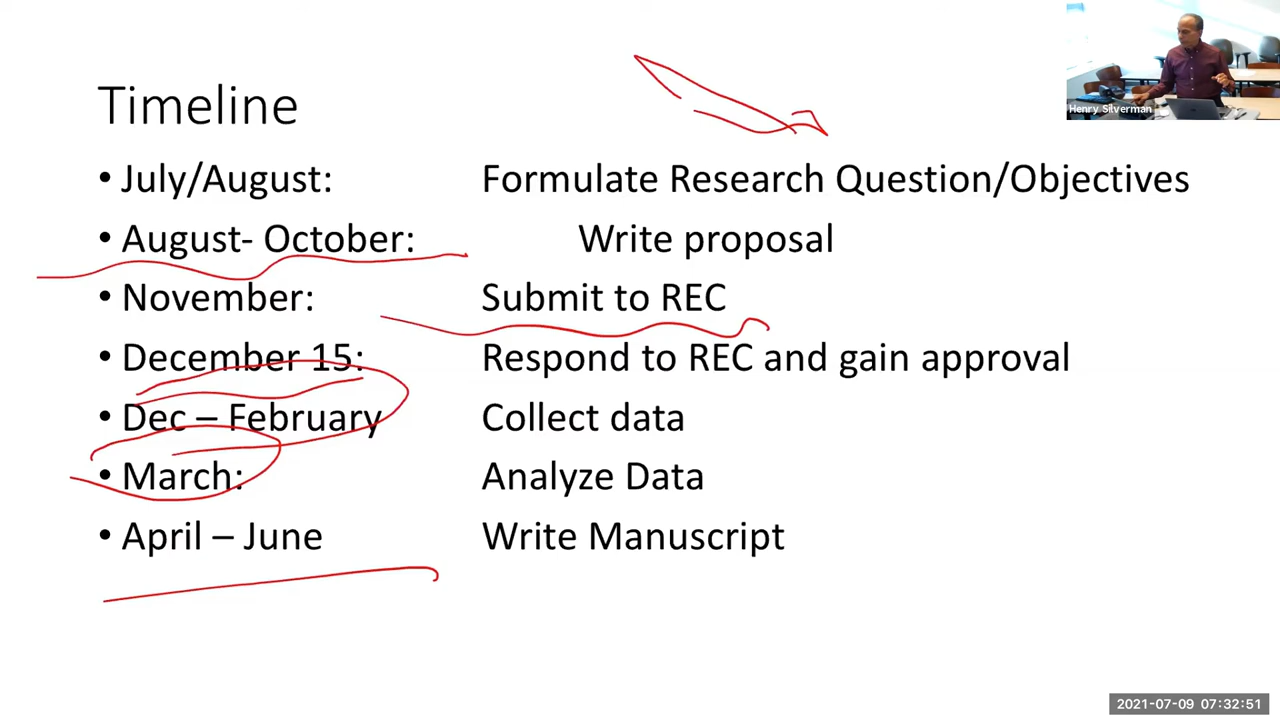 Timeline
• July/August: Formulate Research Question/Objectives
• August- October: Write proposal
• November: Submit to REC
• December 15: Respond to REC and gain approval
• Dec – February Collect data
• March: Analyze Data
• April – June Write Manuscript
Henry Silverman
2021-07-09 07:32:51